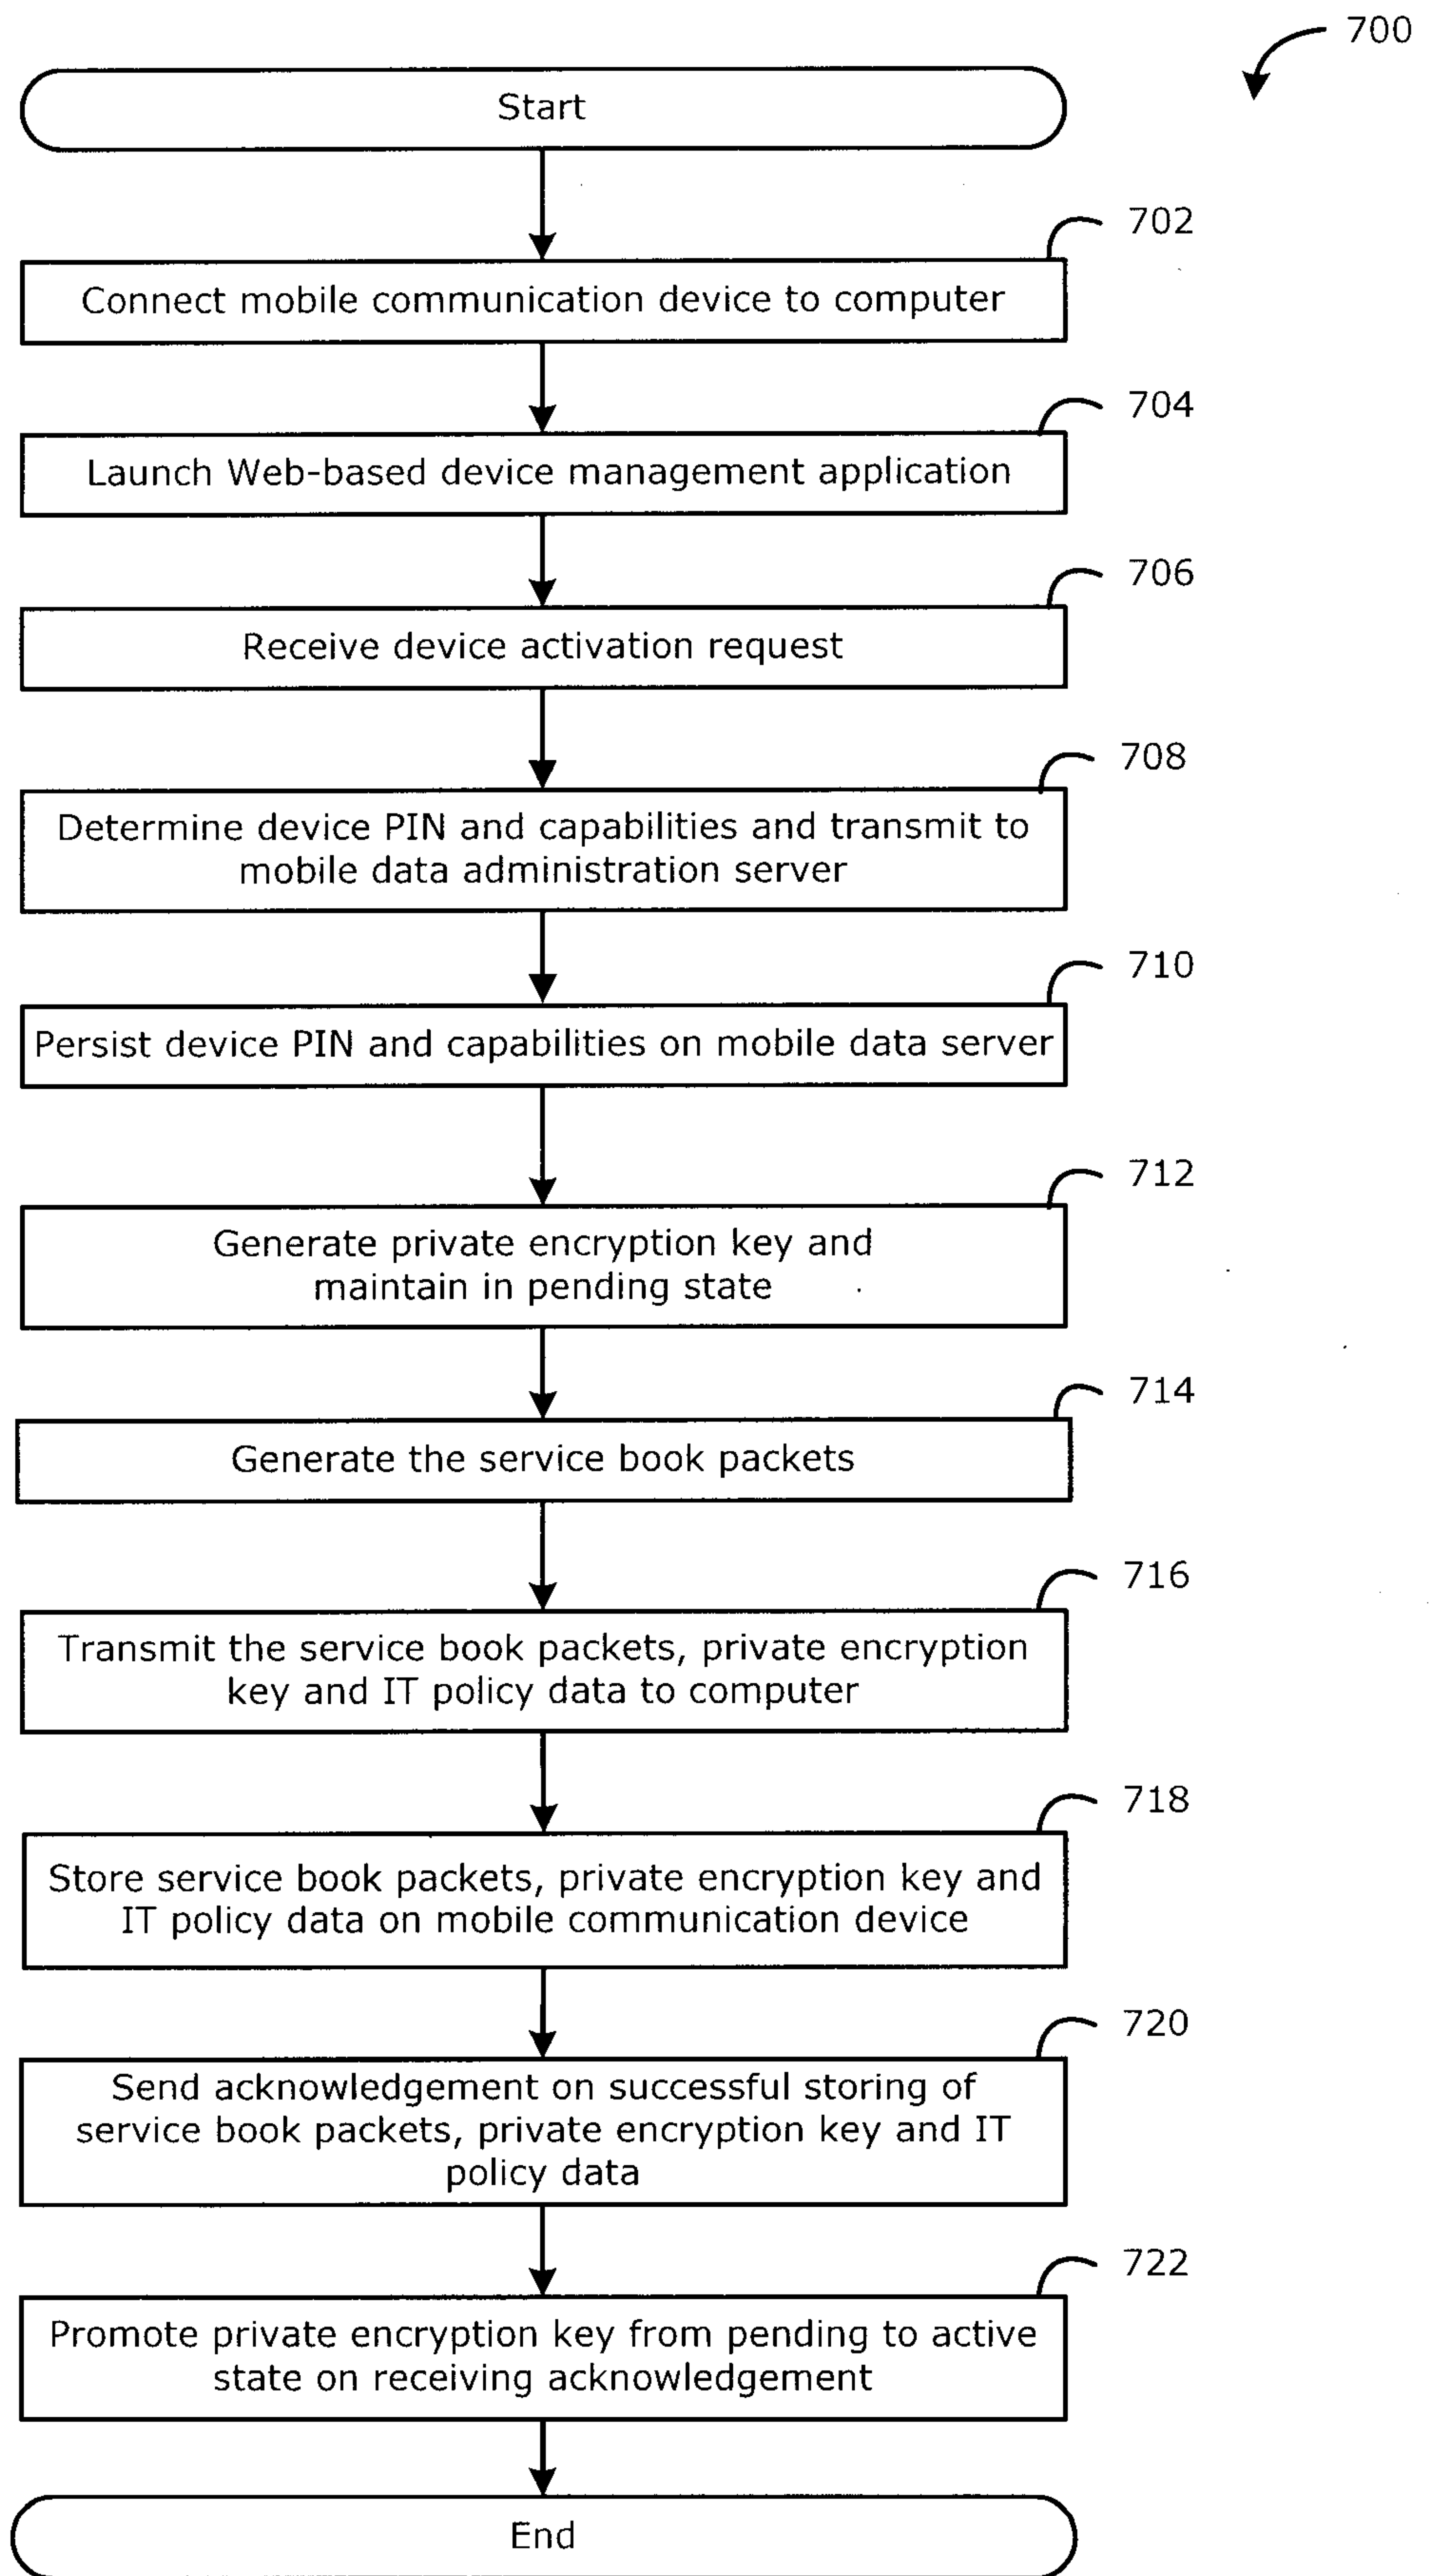 700
Start
702
Connect mobile communication device to computer
704
Launch Web-based device management application
706
Receive device activation request
708
Determine device PIN and capabilities and transmit to
mobile data administration server
710
Persist device PIN and capabilities on mobile data server
712
Generate private encryption key and
maintain in pending state
714
Generate the service book packets
716
Transmit the service book packets, private encryption
key and IT policy data to computer
718
Store service book packets, private encryption key and
IT policy data on mobile communication device
720
Send acknowledgement on successful storing of
service book packets, private encryption key and IT
policy data
722
Promote private encryption key from pending to active
state on receiving acknowledgement
End